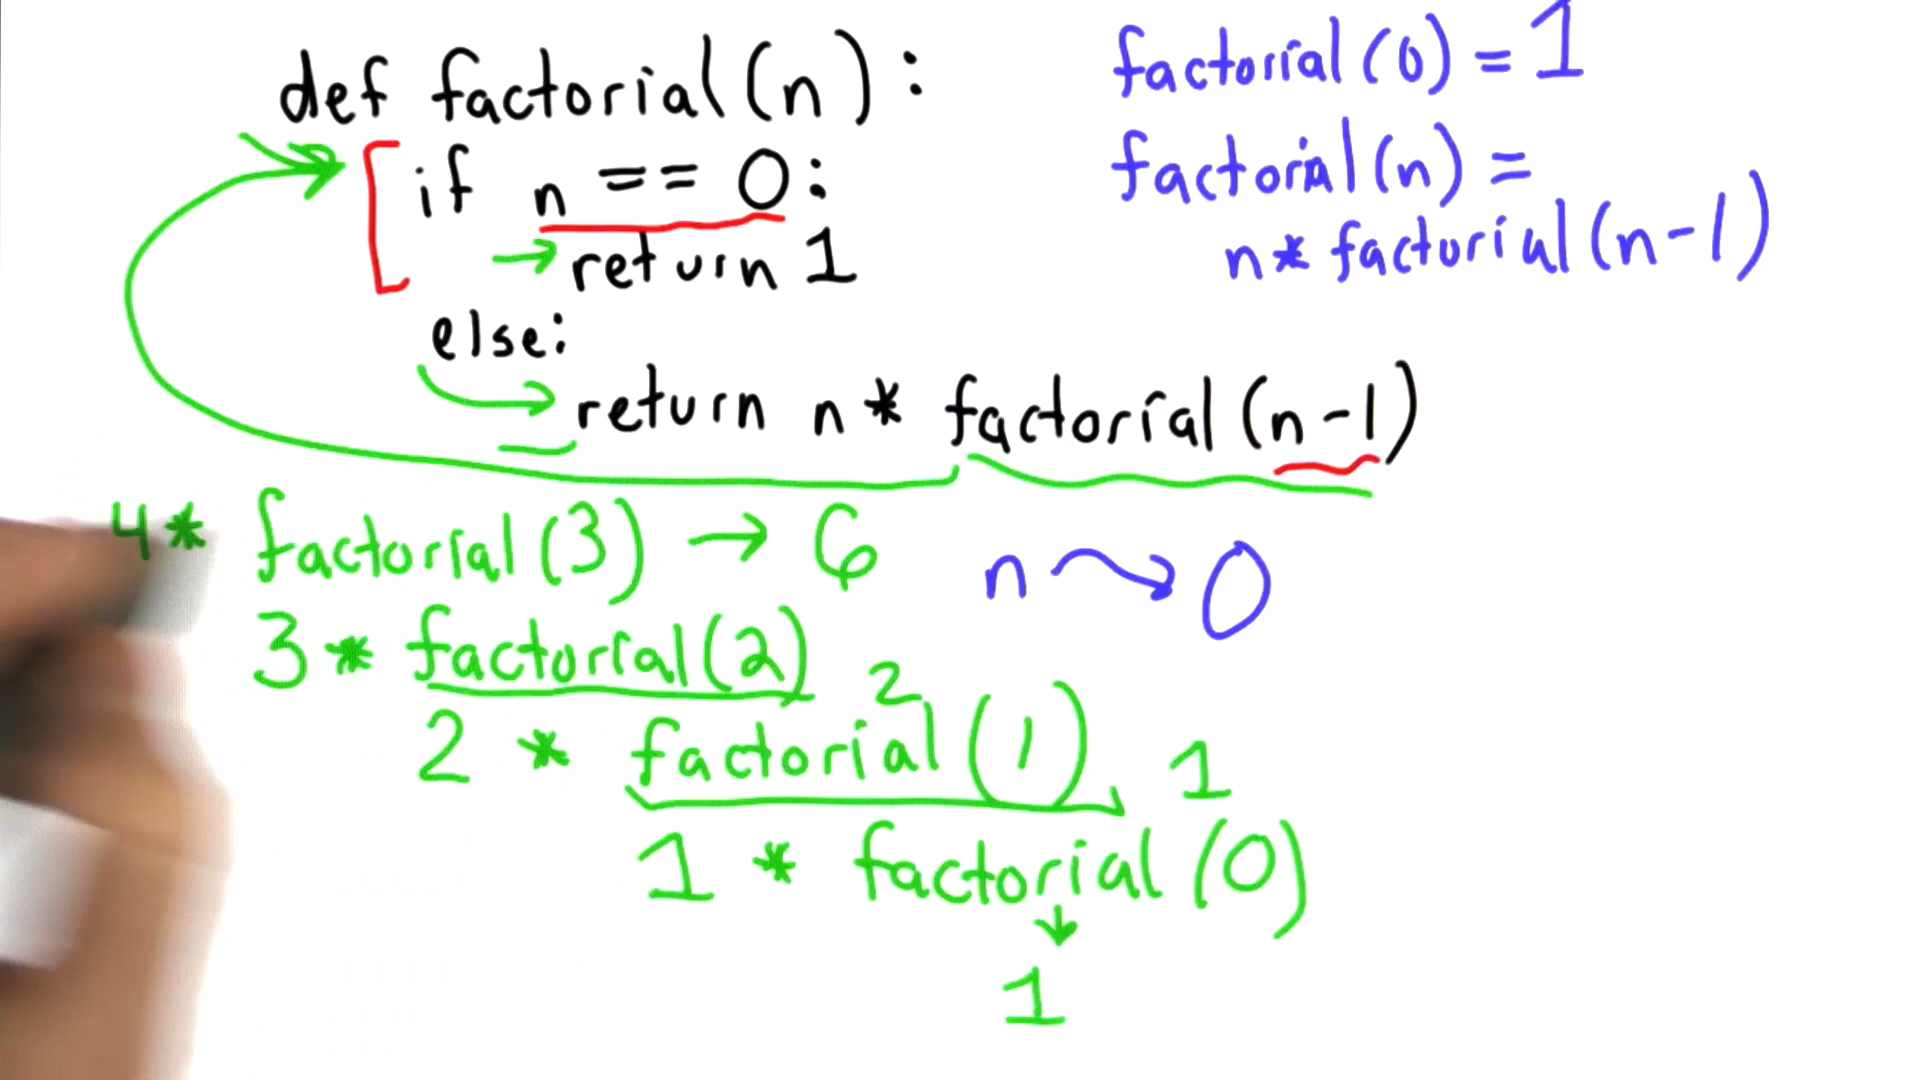 def factorial(n):
if n == 0:
return 1
else:
return n * factorial(n-1)
factorial(0) = 1
factorial(n) =
n * factorial(n-1)
4 * factorial(3) → 6
n → 0
3 * factorial(2)
2
2 * factorial(1)
1
1 * factorial(0)
↓
1